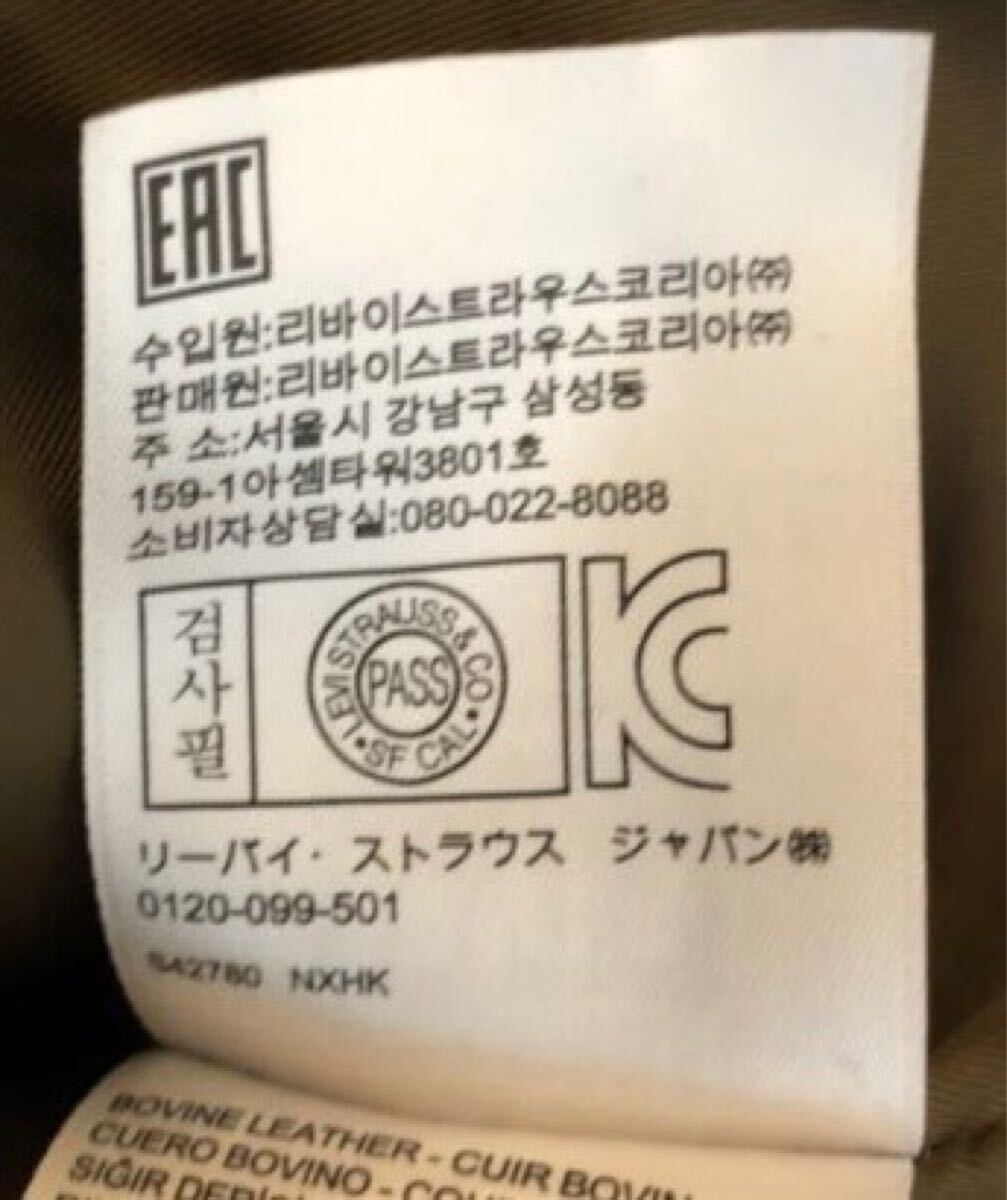 EAC
수입원:리바이스트라우스코리아㈜
판매원:리바이스트라우스코리아㈜
주 소:서울시 강남구 삼성동
159-1아셈타워3801호
소비자상담실:080-022-8088
검사필
LEVI STRAUSS & CO
PASS
SF CAL
KC
リーバイ・ストラウス ジャパン㈱
0120-099-501
S42780 NXHK
BOVINE LEATHER - CUIR BOVIN
CUERO BOVINO -
SIĞIR